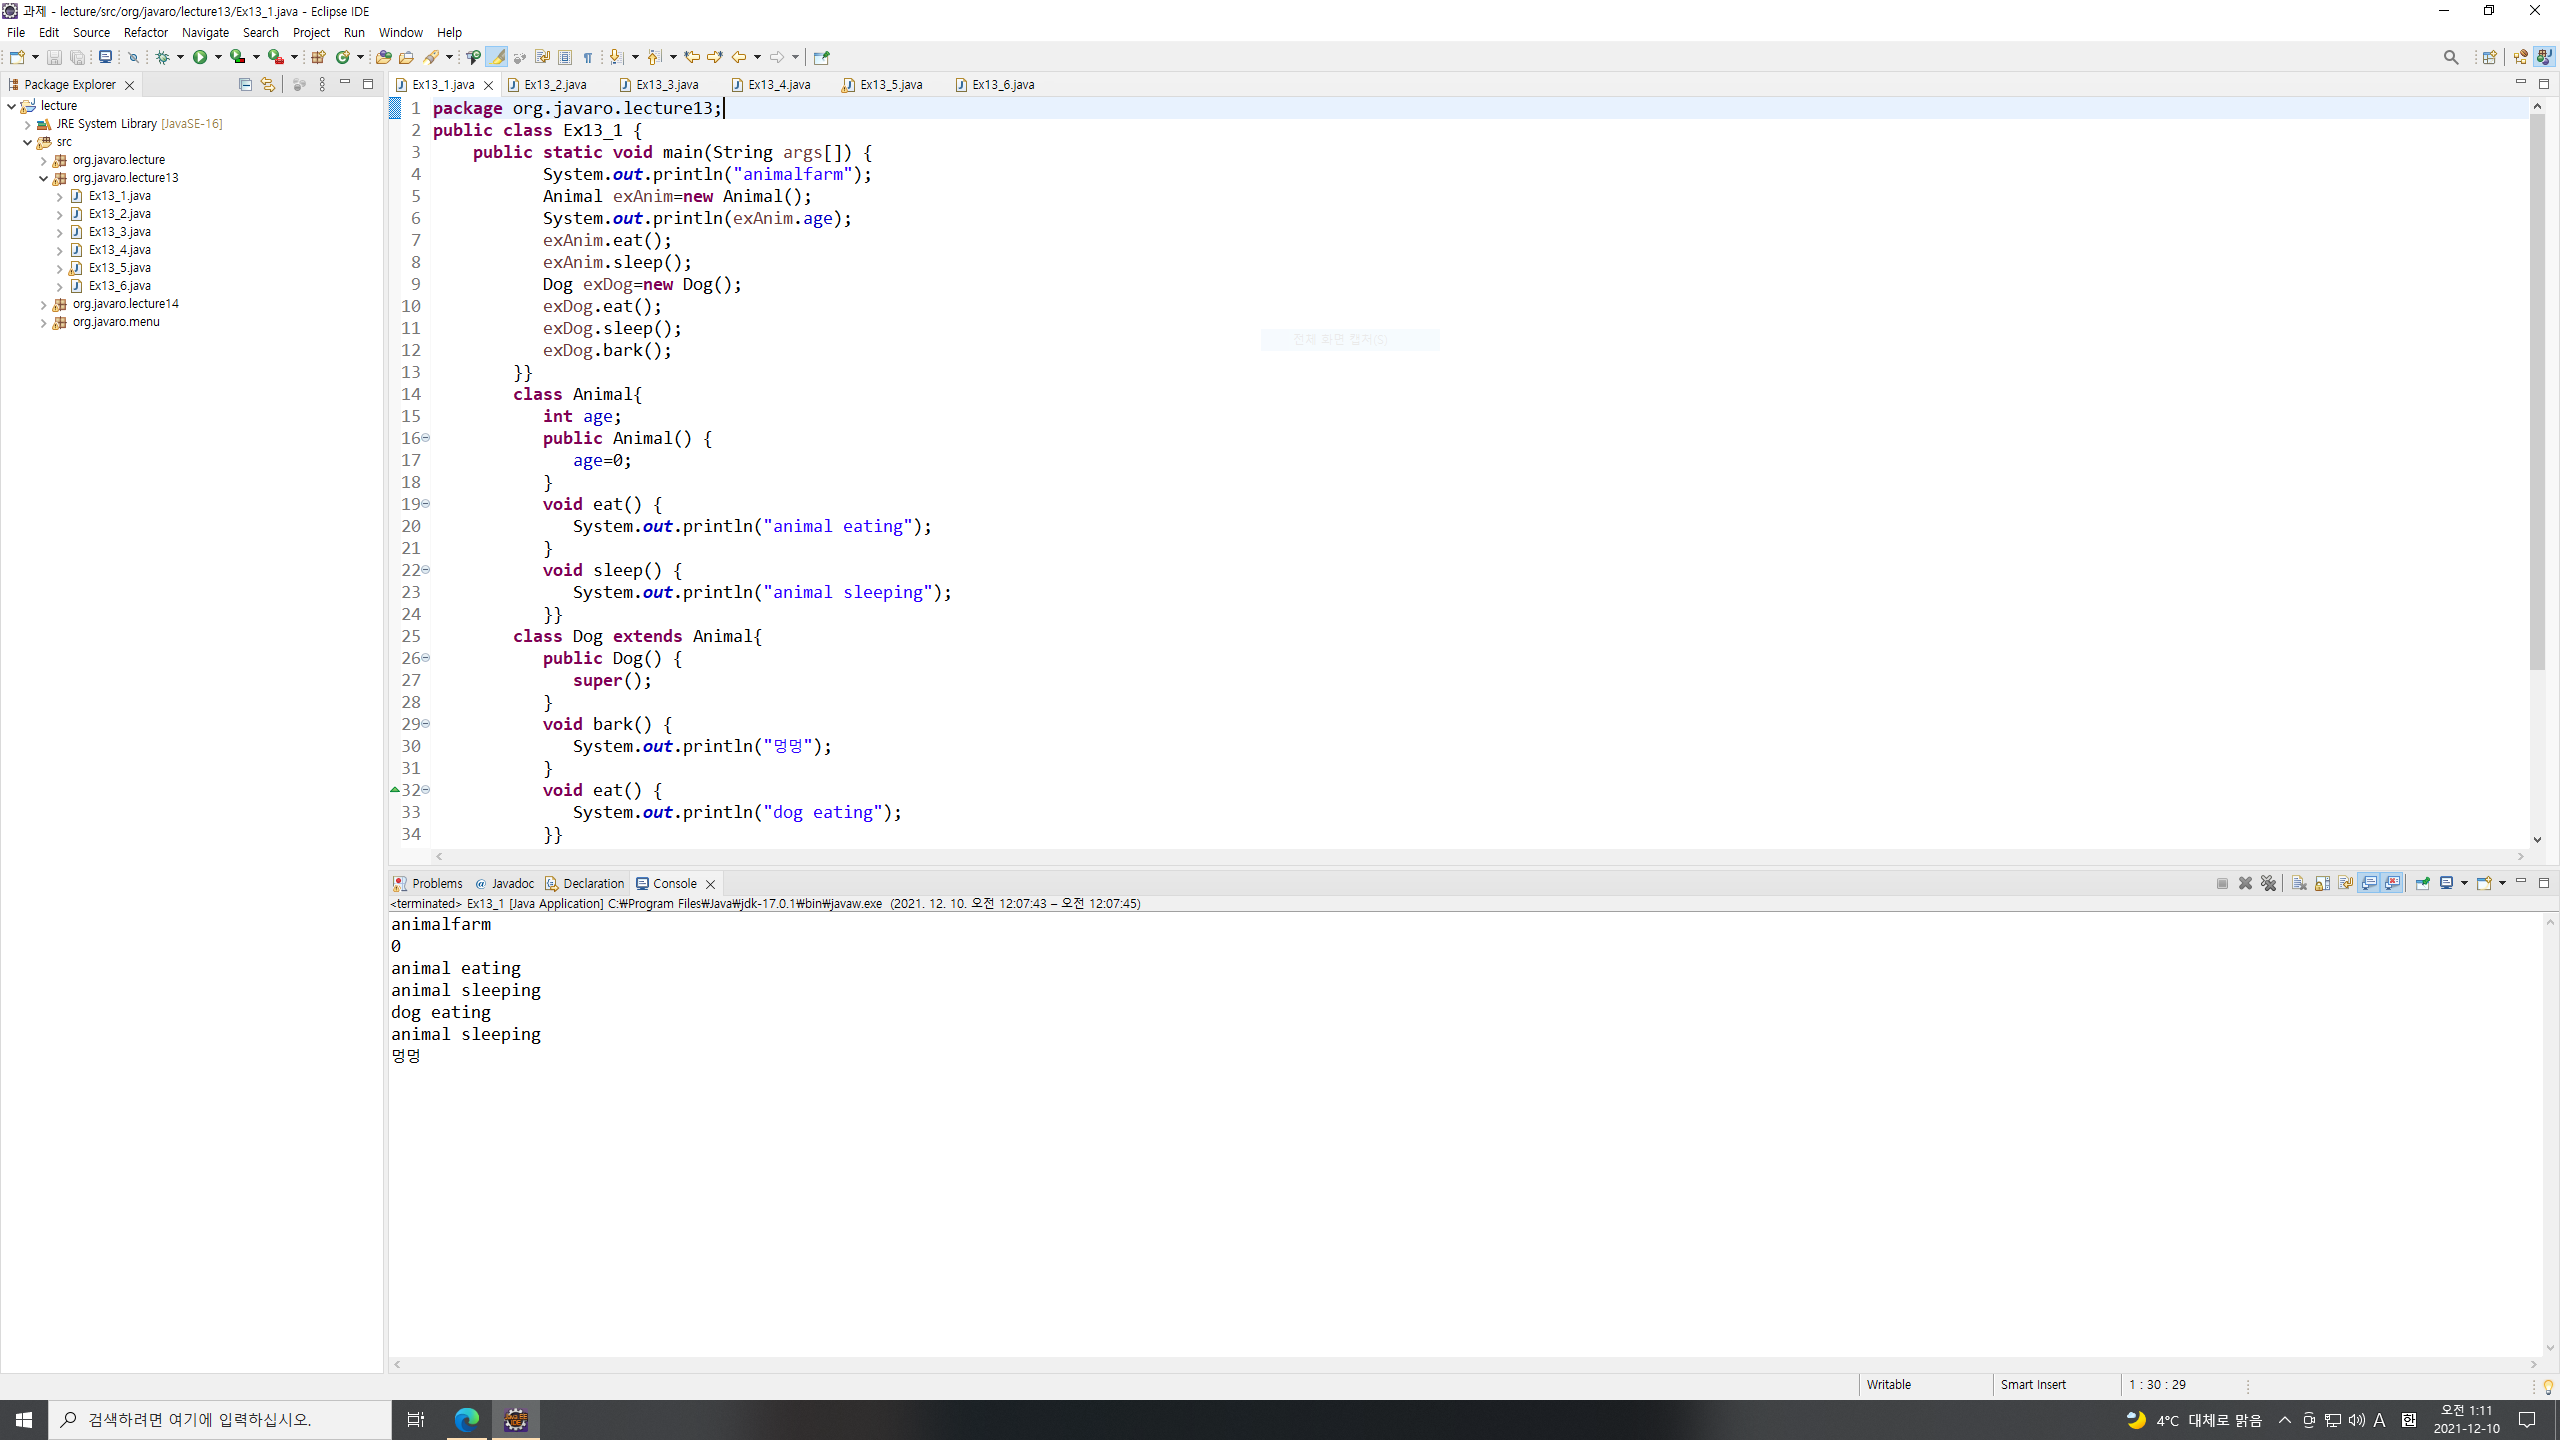 과제 - lecture/src/org/javaro/lecture13/Ex13_1.java - Eclipse IDE
File Edit Source Refactor Navigate Search Project Run Window Help
Package Explorer
lecture
JRE System Library [JavaSE-16]
src
org.javaro.lecture
org.javaro.lecture13
Ex13_1.java
Ex13_2.java
Ex13_3.java
Ex13_4.java
Ex13_5.java
Ex13_6.java
org.javaro.lecture14
org.javaro.menu
Ex13_1.java Ex13_2.java Ex13_3.java Ex13_4.java Ex13_5.java Ex13_6.java
1 package org.javaro.lecture13;
2 public class Ex13_1 {
3 public static void main(String args[]) {
4 System.out.println("animalfarm");
5 Animal exAnim=new Animal();
6 System.out.println(exAnim.age);
7 exAnim.eat();
8 exAnim.sleep();
9 Dog exDog=new Dog();
10 exDog.eat();
11 exDog.sleep();
전체 화면 캡처(S)
12 exDog.bark();
13 }}
14 class Animal{
15 int age;
16 public Animal() {
17 age=0;
18 }
19 void eat() {
20 System.out.println("animal eating");
21 }
22 void sleep() {
23 System.out.println("animal sleeping");
24 }}
25 class Dog extends Animal{
26 public Dog() {
27 super();
28 }
29 void bark() {
30 System.out.println("멍멍");
31 }
32 void eat() {
33 System.out.println("dog eating");
34 }}
Problems @ Javadoc Declaration Console
<terminated> Ex13_1 [Java Application] C:₩Program Files₩Java₩jdk-17.0.1₩bin₩javaw.exe (2021. 12. 10. 오전 12:07:43 – 오전 12:07:45)
animalfarm
0
animal eating
animal sleeping
dog eating
animal sleeping
멍멍
Writable Smart Insert 1 : 30 : 29
검색하려면 여기에 입력하십시오.
4°C 대체로 맑음 A 한 오전 1:11
2021-12-10